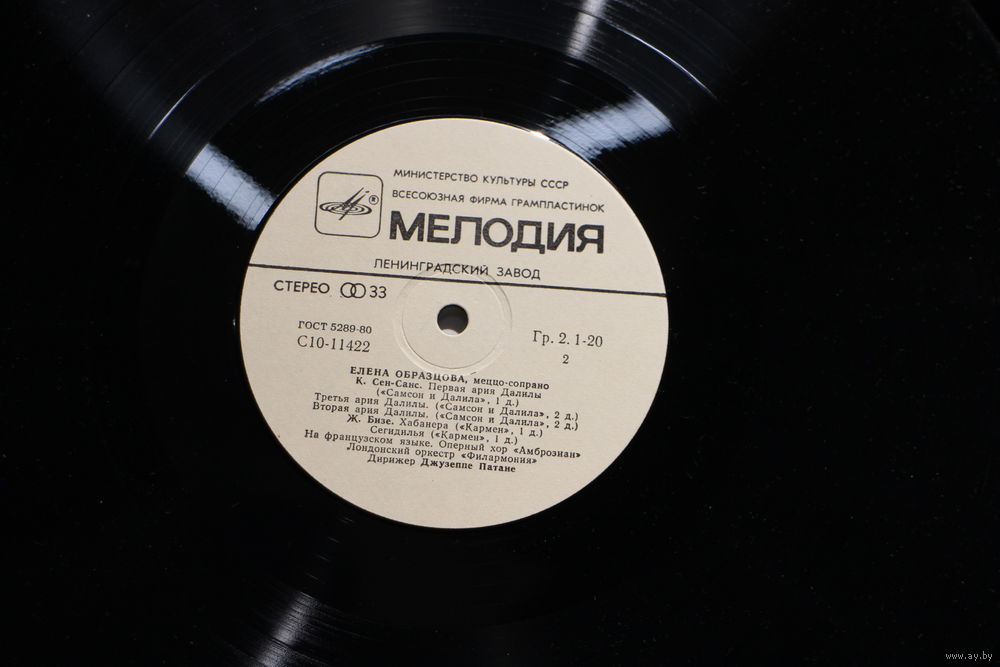 МИНИСТЕРСТВО КУЛЬТУРЫ СССР
ВСЕСОЮЗНАЯ ФИРМА ГРАМПЛАСТИНОК
®
МЕЛОДИЯ
ЛЕНИНГРАДСКИЙ ЗАВОД
СТЕРЕО 33
ГОСТ 5289-80
С10-11422
Гр. 2. 1-20
2
ЕЛЕНА ОБРАЗЦОВА, меццо-сопрано
К. Сен-Санс. Первая ария Далилы
(«Самсон и Далила», 1 д.)
Третья ария Далилы. («Самсон и Далила», 2 д.)
Вторая ария Далилы. («Самсон и Далила», 2 д.)
Ж. Бизе. Хабанера («Кармен», 1 д.)
Сегидилья («Кармен», 1 д.)
На французском языке. Оперный хор «Амброзиан»
Лондонский оркестр «Филармония»
Дирижер Джузеппе Патане
www.ay.by